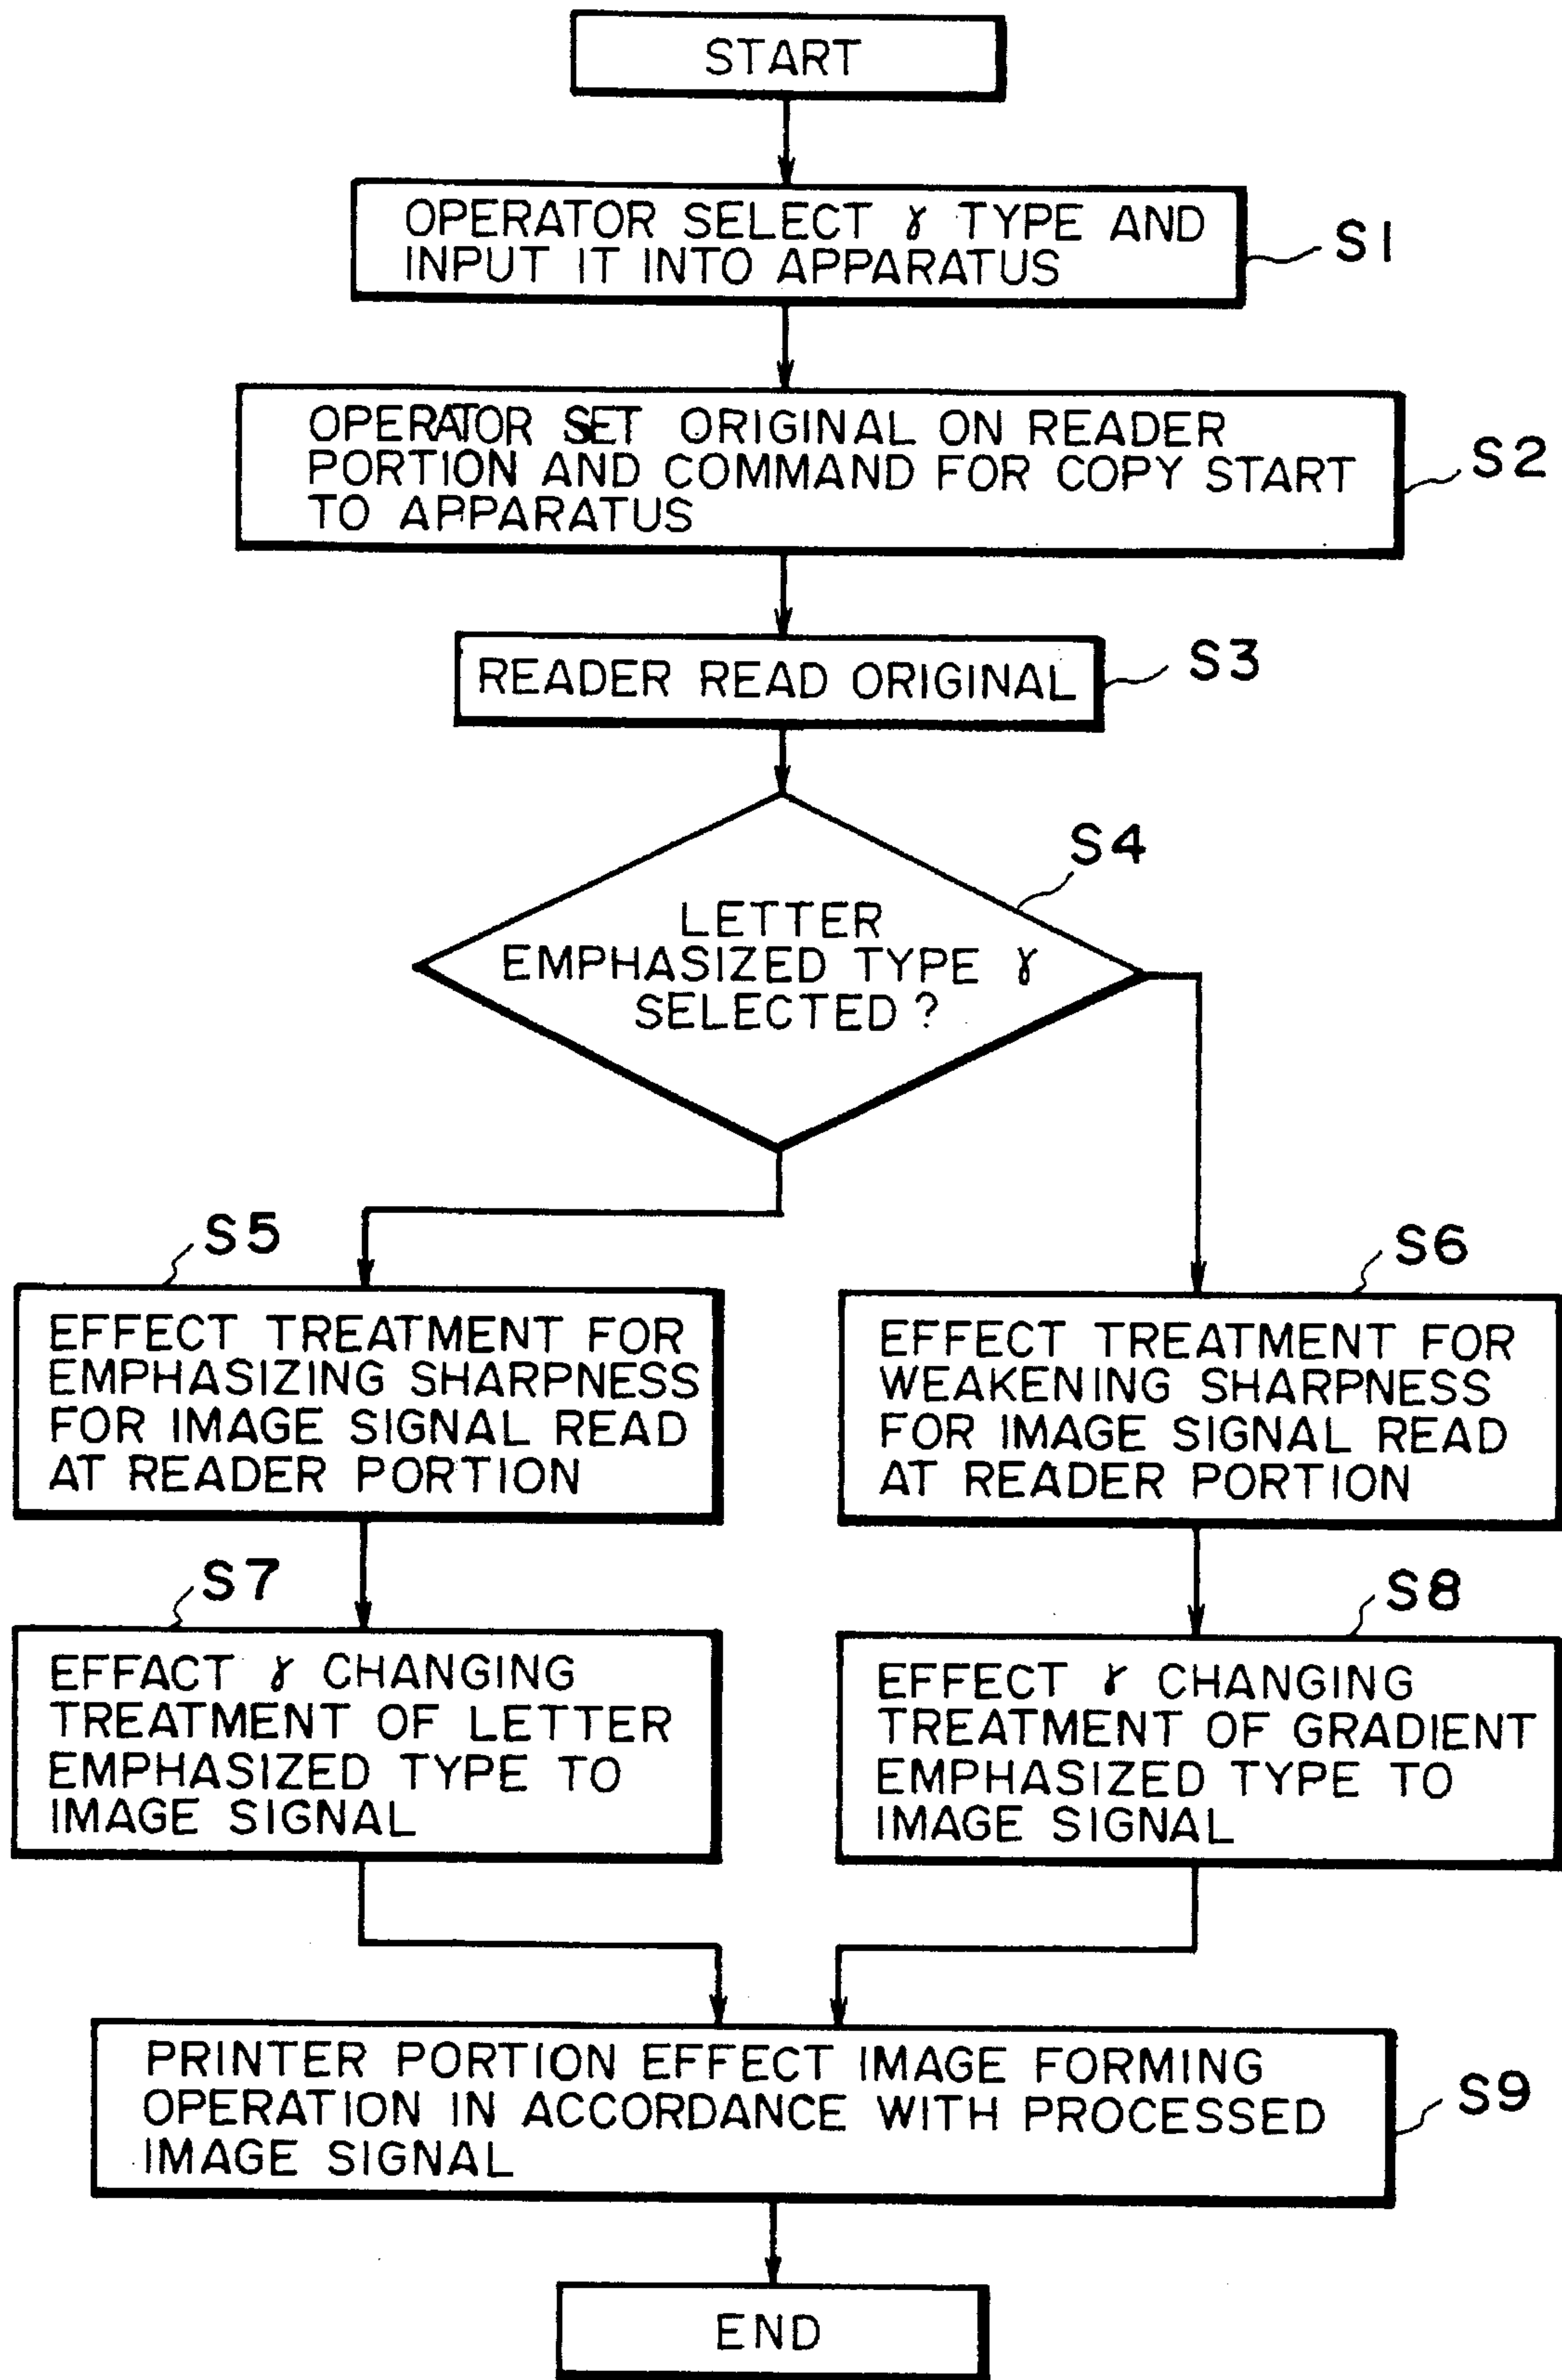 START
OPERATOR SELECT γ TYPE AND
INPUT IT INTO APPARATUS
S1
OPERATOR SET ORIGINAL ON READER
PORTION AND COMMAND FOR COPY START
TO APPARATUS
S2
READER READ ORIGINAL
S3
S4
LETTER
EMPHASIZED TYPE γ
SELECTED?
S5
EFFECT TREATMENT FOR
EMPHASIZING SHARPNESS
FOR IMAGE SIGNAL READ
AT READER PORTION
S6
EFFECT TREATMENT FOR
WEAKENING SHARPNESS
FOR IMAGE SIGNAL READ
AT READER PORTION
S7
EFFACT γ CHANGING
TREATMENT OF LETTER
EMPHASIZED TYPE TO
IMAGE SIGNAL
S8
EFFECT γ CHANGING
TREATMENT OF GRADIENT
EMPHASIZED TYPE TO
IMAGE SIGNAL
PRINTER PORTION EFFECT IMAGE FORMING
OPERATION IN ACCORDANCE WITH PROCESSED
IMAGE SIGNAL
S9
END